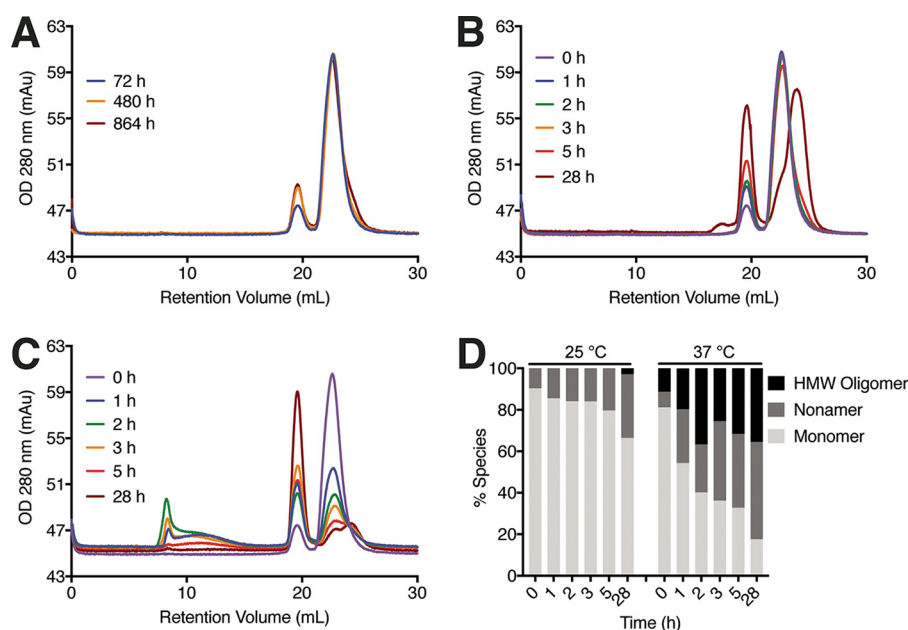 A
63
59
55
51
47
43
OD 280 nm (mAu)
72 h
480 h
864 h
0
10
20
30
Retention Volume (mL)
B
63
59
55
51
47
43
OD 280 nm (mAu)
0 h
1 h
2 h
3 h
5 h
28 h
0
10
20
30
Retention Volume (mL)
C
63
59
55
51
47
43
OD 280 nm (mAu)
0 h
1 h
2 h
3 h
5 h
28 h
0
10
20
30
Retention Volume (mL)
D
25 °C
37 °C
100
80
60
40
20
0
% Species
HMW Oligomer
Nonamer
Monomer
0
1
2
3
5
28
0
1
2
3
5
28
Time (h)